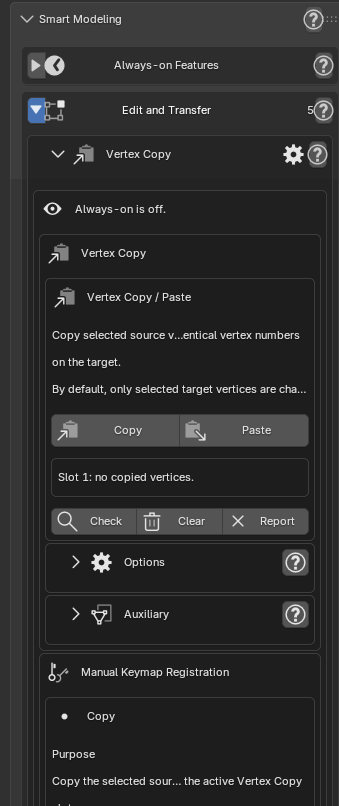 Smart Modeling
Always-on Features
Edit and Transfer
5
Vertex Copy
Always-on is off.
Vertex Copy
Vertex Copy / Paste
Copy selected source v...entical vertex numbers
on the target.
By default, only selected target vertices are cha...
Copy Paste
Slot 1: no copied vertices.
Check Clear Report
Options
Auxiliary
Manual Keymap Registration
Copy
Purpose
Copy the selected sour... the active Vertex Copy